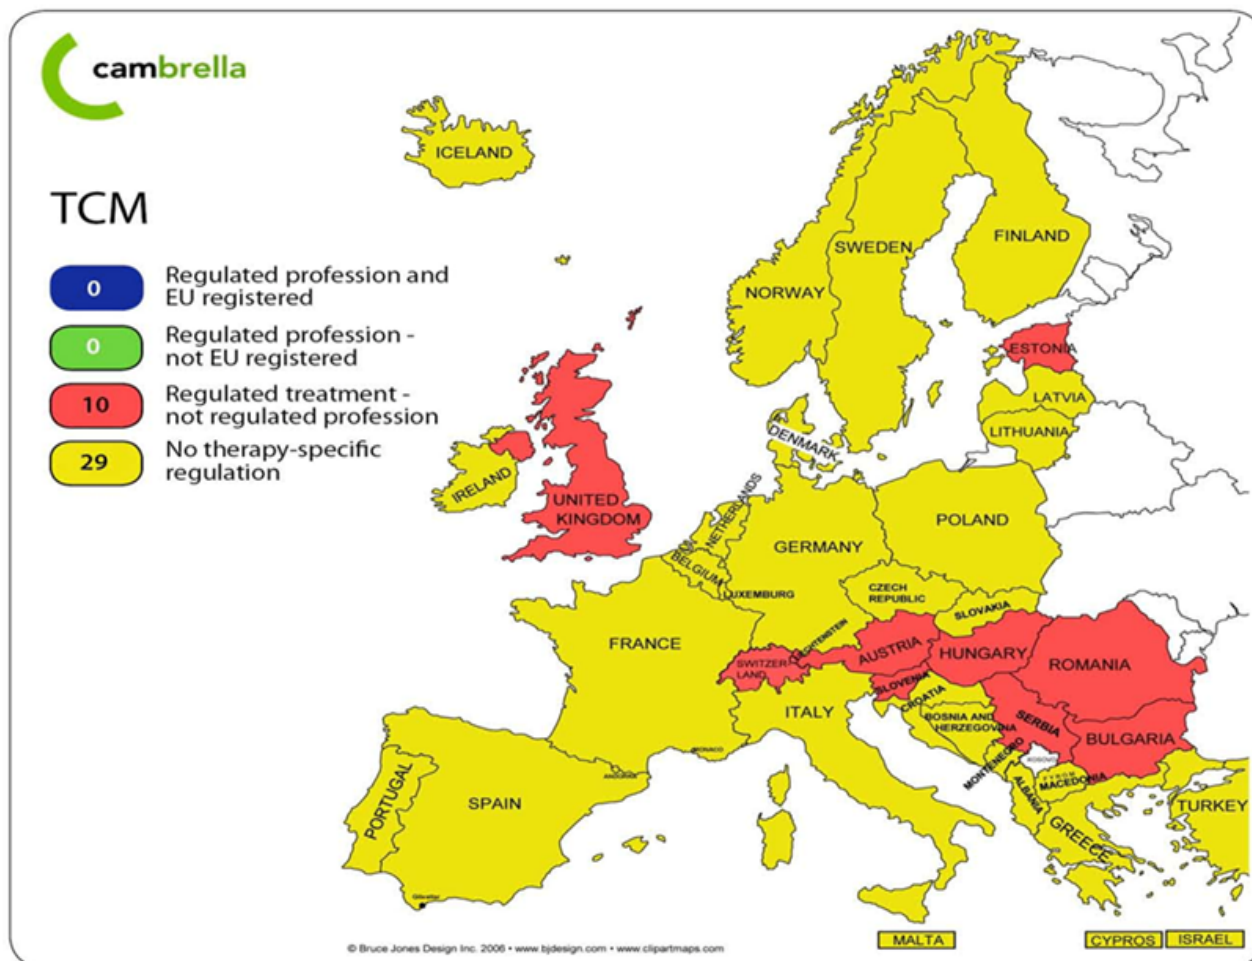 cambrella
TCM
0
Regulated profession and
EU registered
0
Regulated profession -
not EU registered
10
Regulated treatment -
not regulated profession
29
No therapy-specific
regulation
ICELAND
NORWAY
SWEDEN
FINLAND
ESTONIA
LATVIA
LITHUANIA
DENMARK
IRELAND
UNITED
KINGDOM
NETHERLANDS
BELGIUM
LUXEMBURG
GERMANY
POLAND
CZECH
REPUBLIC
SLOVAKIA
FRANCE
SWITZER-
LAND
LIECHTENSTEIN
AUSTRIA
HUNGARY
ROMANIA
SLOVENIA
CROATIA
ITALY
BOSNIA AND
HERZEGOVINA
SERBIA
BULGARIA
MONTENEGRO
KOSOVO
FYROM
MACEDONIA
ALBANIA
GREECE
TURKEY
MONACO
ANDORRA
PORTUGAL
SPAIN
Gibraltar
MALTA
CYPROS
ISRAEL
© Bruce Jones Design Inc. 2006 • www.bjdesign.com • www.clipartmaps.com